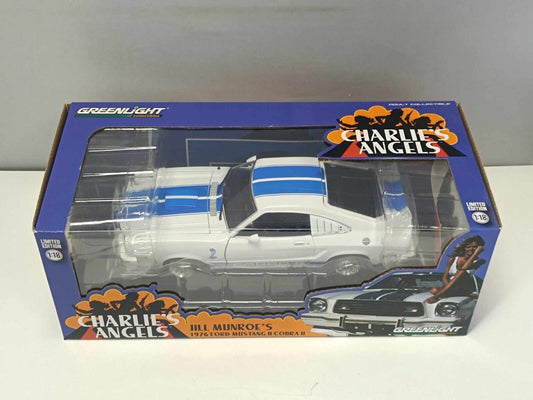 GREENLIGHT
ADULT COLLECTIBLE
CHARLIE'S
ANGELS
LIMITED
EDITION
1:18
LIMITED
EDITION
1:18
CHARLIE'S
ANGELS
JILL MUNROE'S
1976 FORD MUSTANG II COBRA II
GREENLIGHT